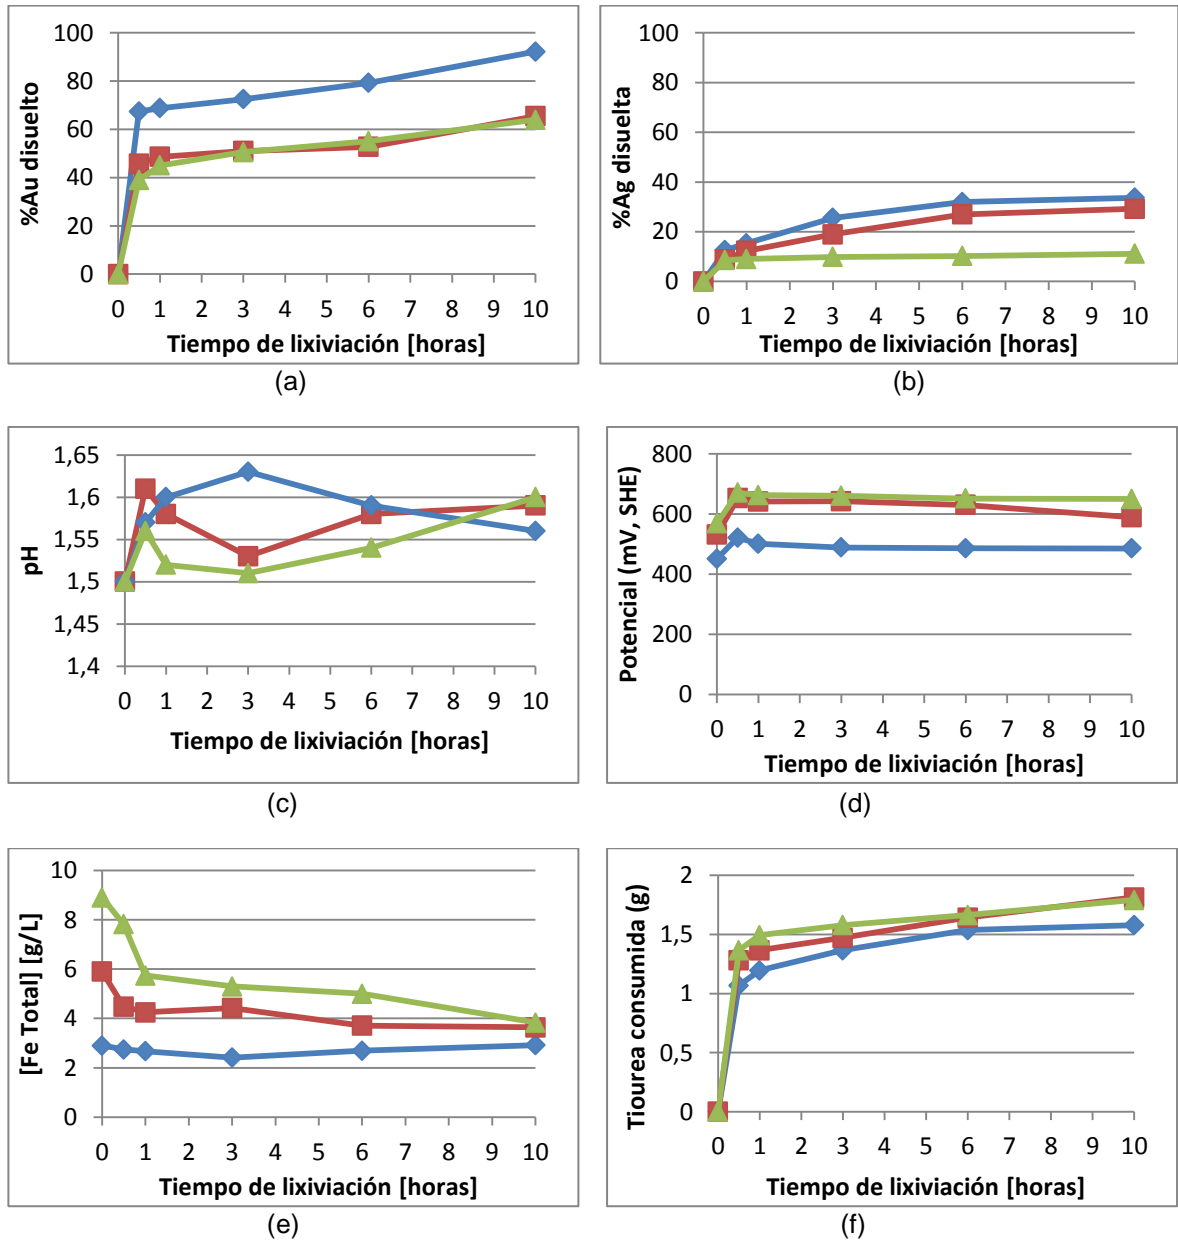 100
80
60
40
20
0
%Au disuelto
0 1 2 3 4 5 6 7 8 9 10
Tiempo de lixiviación [horas]
(a)
100
80
60
40
20
0
%Ag disuelta
0 1 2 3 4 5 6 7 8 9 10
Tiempo de lixiviación [horas]
(b)
1,65
1,6
1,55
1,5
1,45
1,4
pH
0 1 2 3 4 5 6 7 8 9 10
Tiempo de lixiviación [horas]
(c)
800
600
400
200
0
Potencial (mV, SHE)
0 1 2 3 4 5 6 7 8 9 10
Tiempo de lixiviación [horas]
(d)
10
8
6
4
2
0
[Fe Total] [g/L]
0 1 2 3 4 5 6 7 8 9 10
Tiempo de lixiviación [horas]
(e)
2
1,5
1
0,5
0
Tiourea consumida (g)
0 1 2 3 4 5 6 7 8 9 10
Tiempo de lixiviación [horas]
(f)